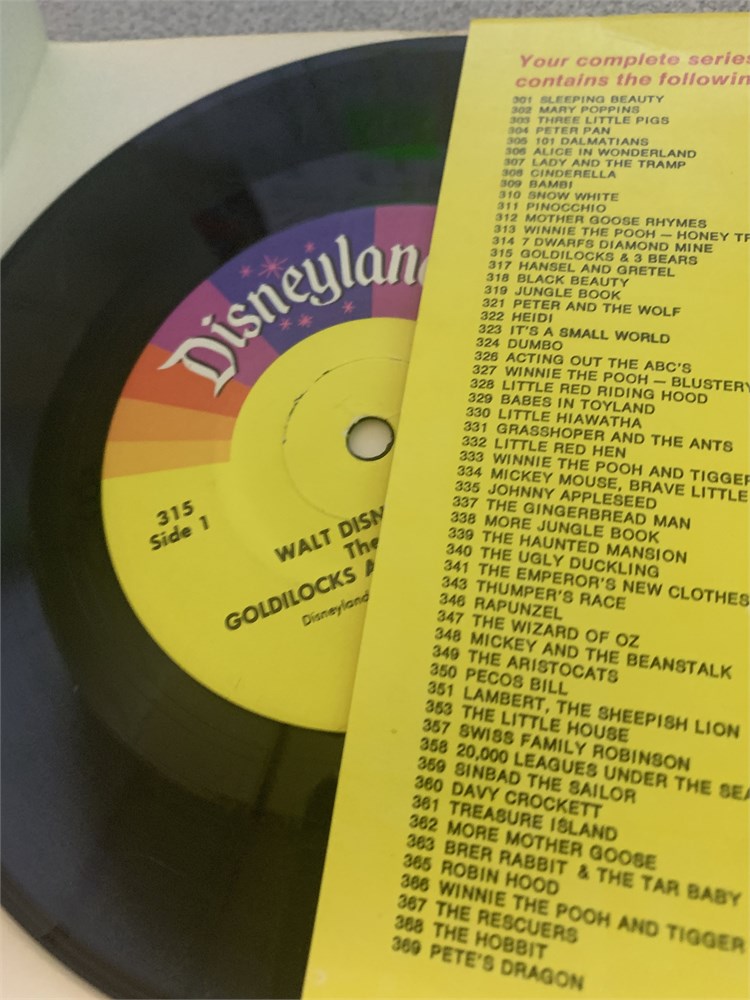 Disneylan
315
Side 1
WALT DISN
The
GOLDILOCKS A
Disneyland
Your complete series
contains the followin
301 SLEEPING BEAUTY
302 MARY POPPINS
303 THREE LITTLE PIGS
304 PETER PAN
305 101 DALMATIANS
306 ALICE IN WONDERLAND
307 LADY AND THE TRAMP
308 CINDERELLA
309 BAMBI
310 SNOW WHITE
311 PINOCCHIO
312 MOTHER GOOSE RHYMES
313 WINNIE THE POOH — HONEY TR
314 7 DWARFS DIAMOND MINE
315 GOLDILOCKS & 3 BEARS
317 HANSEL AND GRETEL
318 BLACK BEAUTY
319 JUNGLE BOOK
321 PETER AND THE WOLF
322 HEIDI
323 IT'S A SMALL WORLD
324 DUMBO
326 ACTING OUT THE ABC'S
327 WINNIE THE POOH — BLUSTERY
328 LITTLE RED RIDING HOOD
329 BABES IN TOYLAND
330 LITTLE HIAWATHA
331 GRASSHOPER AND THE ANTS
332 LITTLE RED HEN
333 WINNIE THE POOH AND TIGGER
334 MICKEY MOUSE, BRAVE LITTLE
335 JOHNNY APPLESEED
337 THE GINGERBREAD MAN
338 MORE JUNGLE BOOK
339 THE HAUNTED MANSION
340 THE UGLY DUCKLING
341 THE EMPEROR'S NEW CLOTHES
343 THUMPER'S RACE
346 RAPUNZEL
347 THE WIZARD OF OZ
348 MICKEY AND THE BEANSTALK
349 THE ARISTOCATS
350 PECOS BILL
351 LAMBERT, THE SHEEPISH LION
353 THE LITTLE HOUSE
357 SWISS FAMILY ROBINSON
358 20,000 LEAGUES UNDER THE SEA
359 SINBAD THE SAILOR
360 DAVY CROCKETT
361 TREASURE ISLAND
362 MORE MOTHER GOOSE
363 BRER RABBIT & THE TAR BABY
365 ROBIN HOOD
366 WINNIE THE POOH AND TIGGER
367 THE RESCUERS
368 THE HOBBIT
369 PETE'S DRAGON